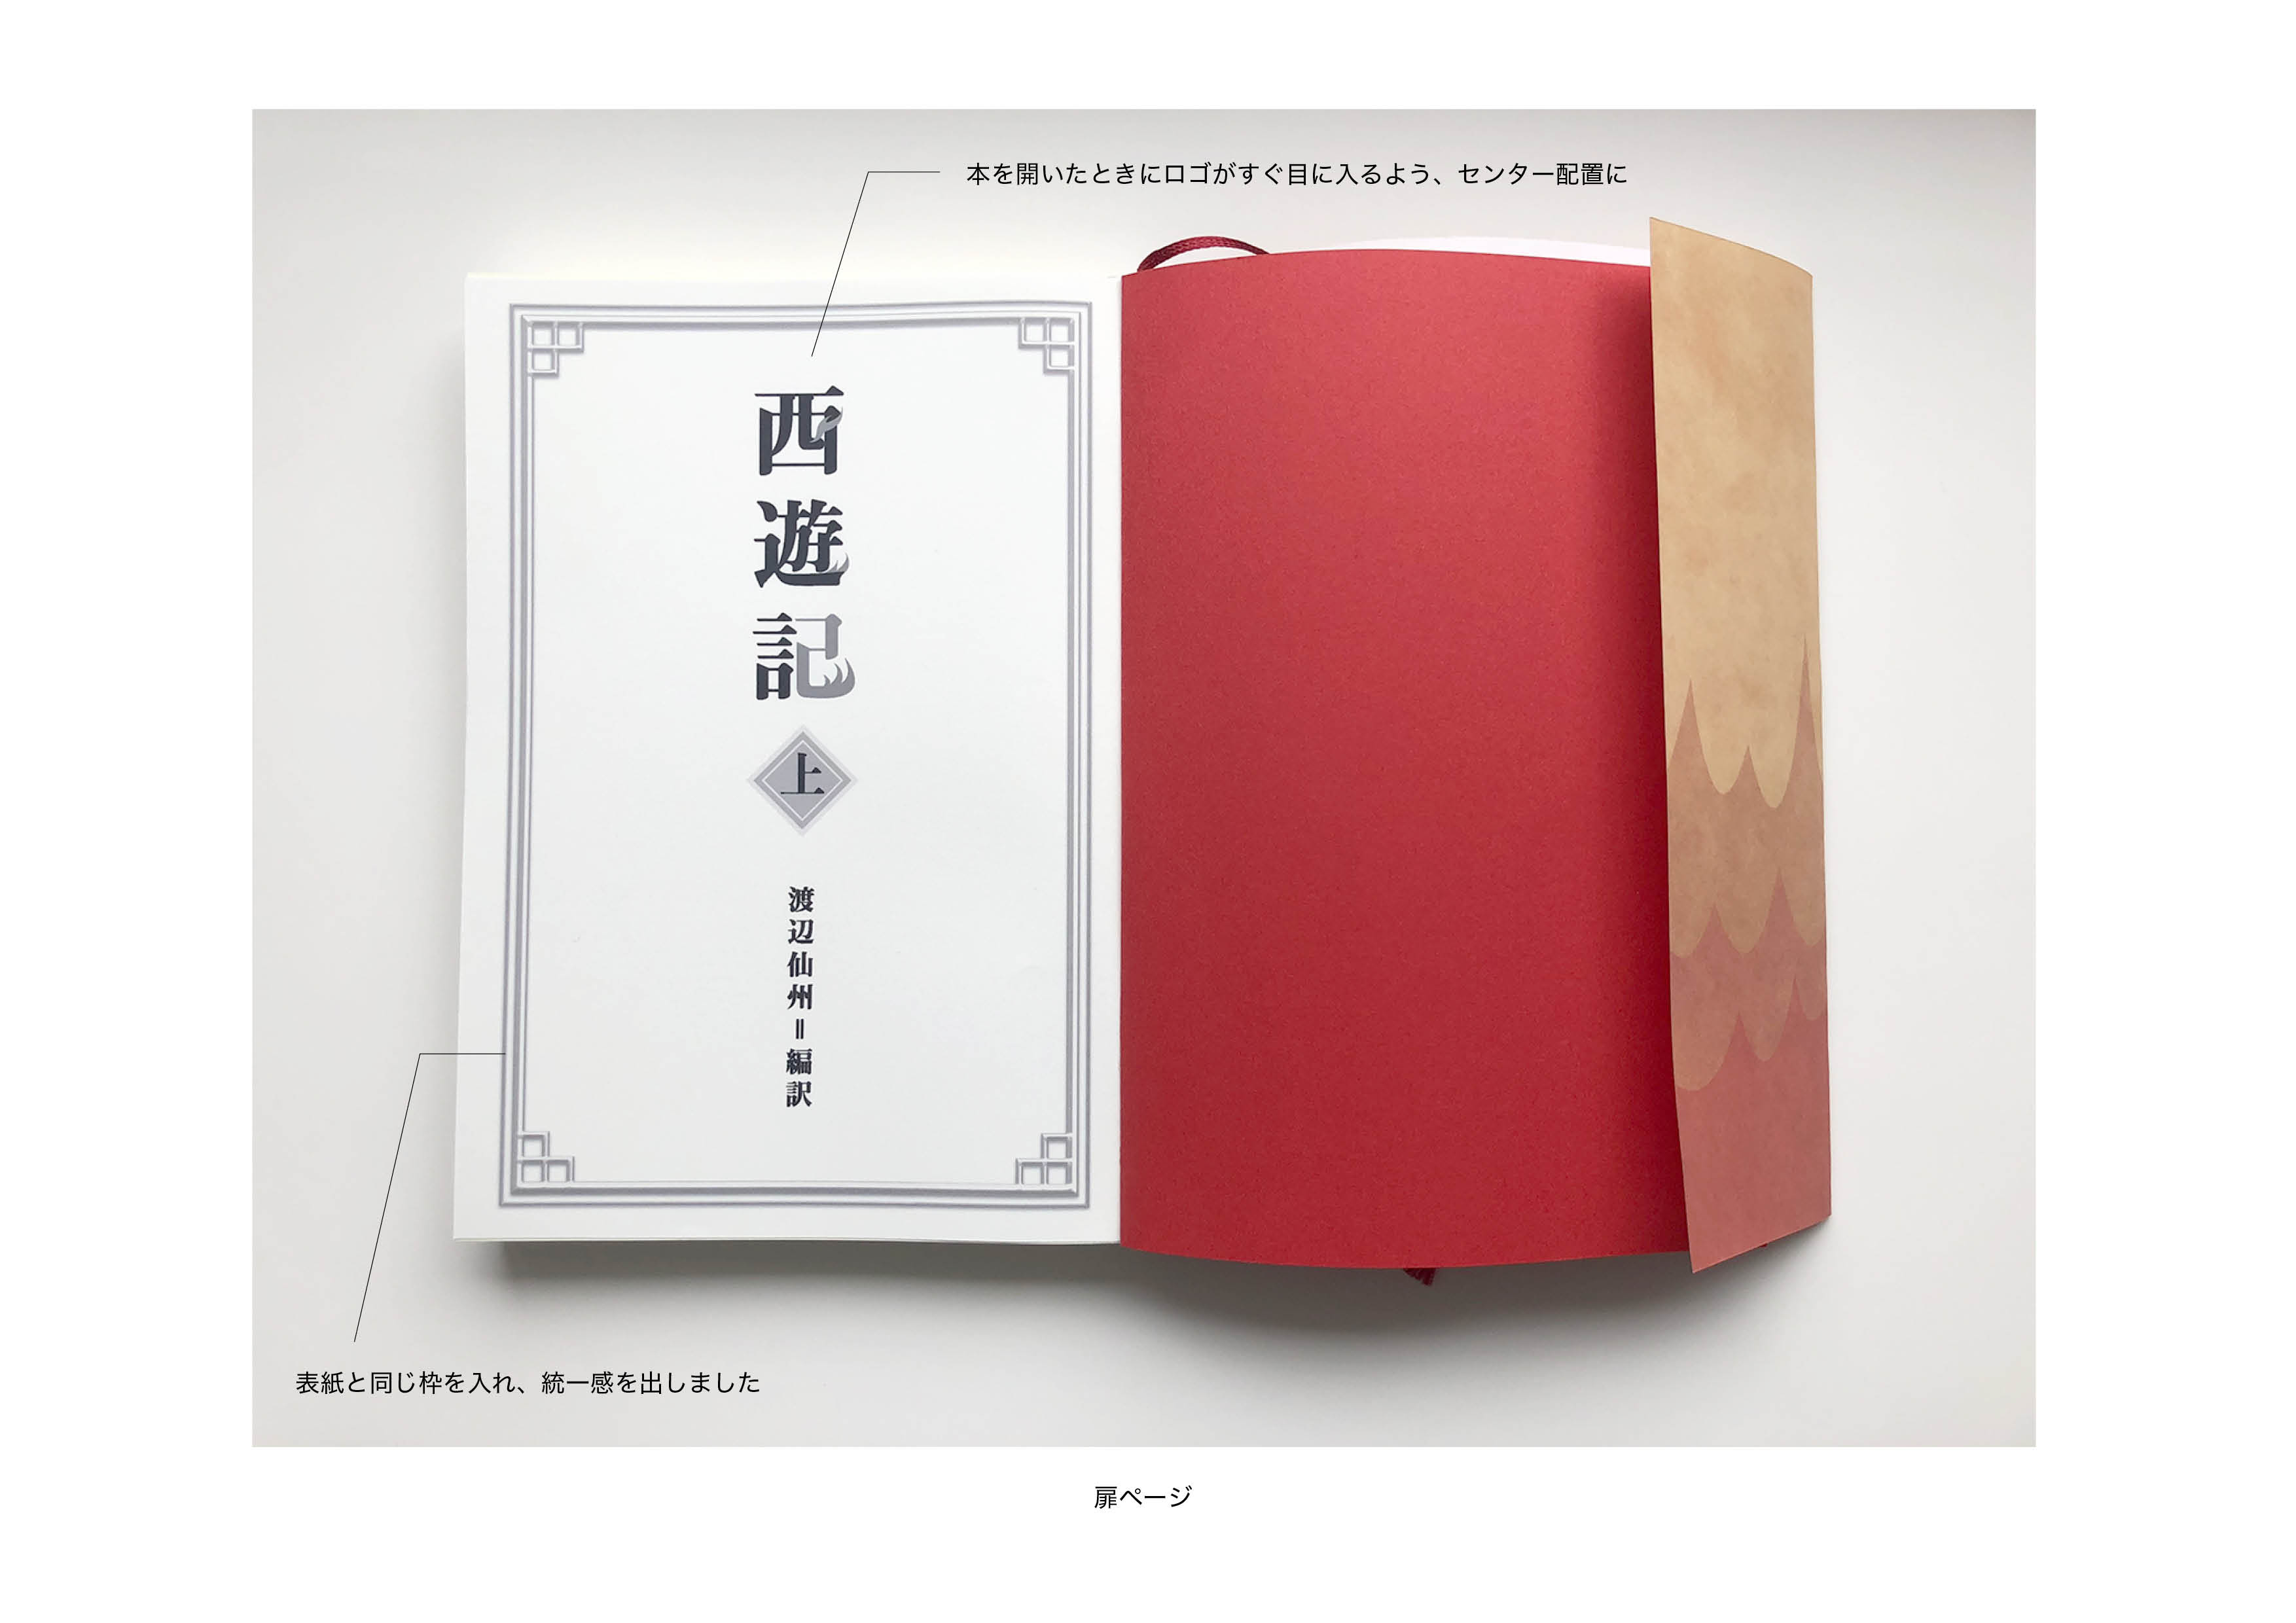 本を開いたときにロゴがすぐ目に入るよう、センター配置に
西遊記
上
渡辺仙州＝編訳
表紙と同じ枠を入れ、統一感を出しました
扉ページ